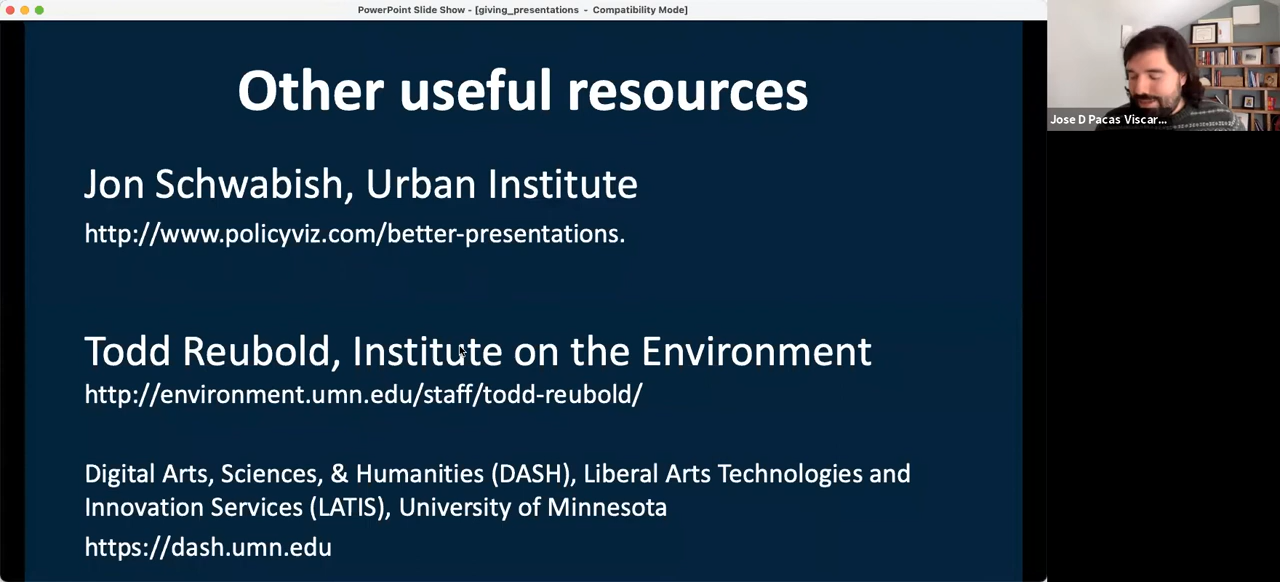 PowerPoint Slide Show - [giving_presentations - Compatibility Mode]
Other useful resources
Jon Schwabish, Urban Institute
http://www.policyviz.com/better-presentations.
Todd Reubold, Institute on the Environment
http://environment.umn.edu/staff/todd-reubold/
Digital Arts, Sciences, & Humanities (DASH), Liberal Arts Technologies and
Innovation Services (LATIS), University of Minnesota
https://dash.umn.edu
Jose D Pacas Viscar...